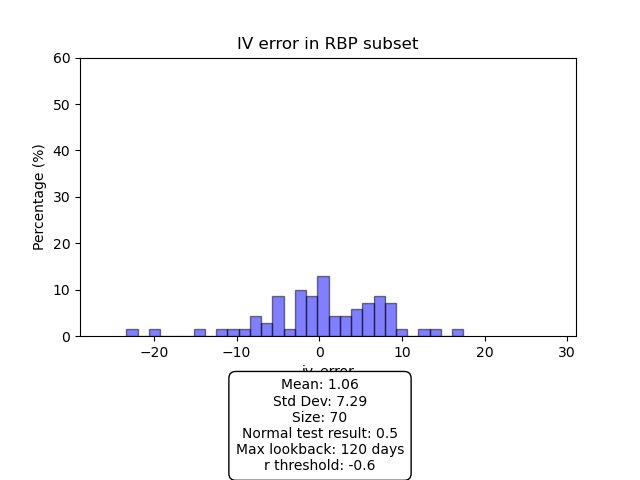 IV error in RBP subset
60
50
40
30
20
10
0
Percentage (%)
−20
−10
0
10
20
30
iv_error
Mean: 1.06
Std Dev: 7.29
Size: 70
Normal test result: 0.5
Max lookback: 120 days
r threshold: -0.6